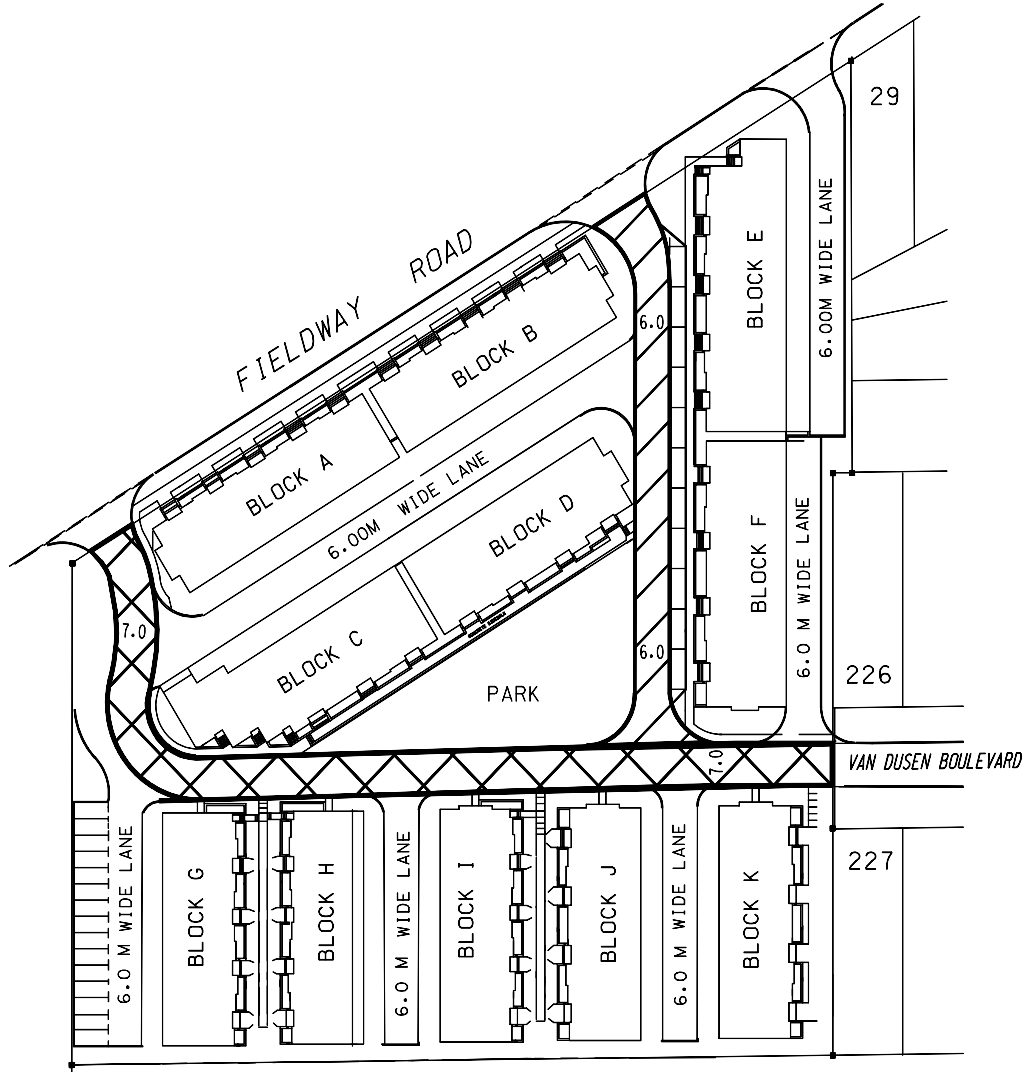 29
FIELDWAY ROAD
BLOCK E
6.00M WIDE LANE
6.0
BLOCK B
BLOCK A
6.00M WIDE LANE
BLOCK D
BLOCK F
6.0 M WIDE LANE
7.0
BLOCK C
6.0
PARK
226
7.0
VAN DUSEN BOULEVARD
6.0 M WIDE LANE
BLOCK G
BLOCK H
6.0 M WIDE LANE
BLOCK I
BLOCK J
6.0 M WIDE LANE
BLOCK K
227